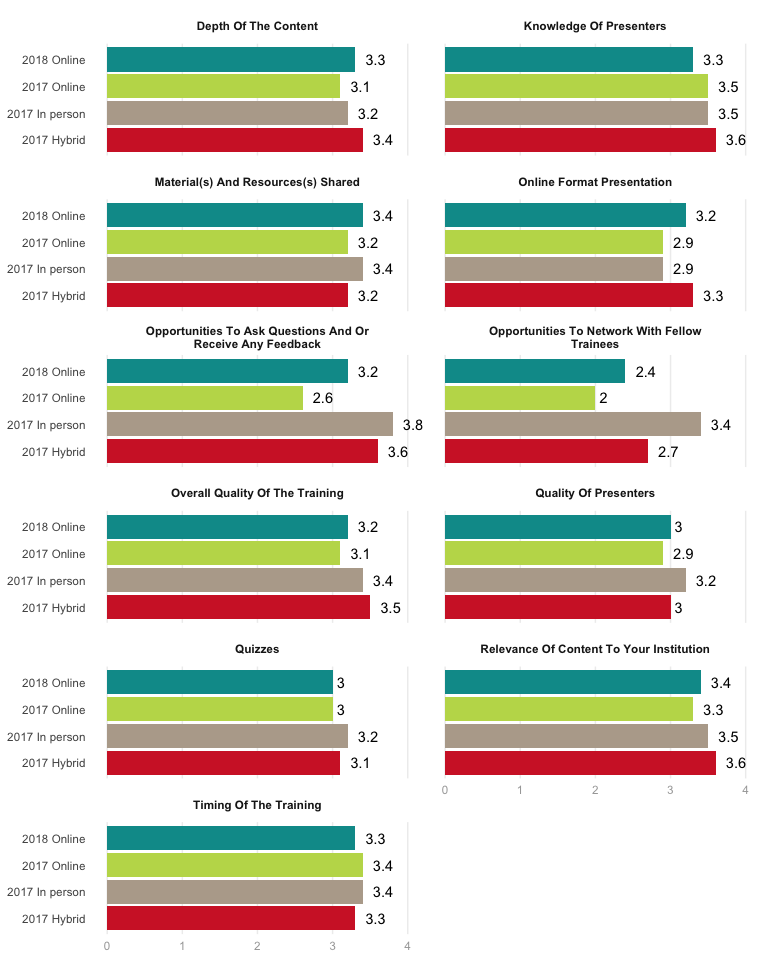 Depth Of The Content
2018 Online 3.3
2017 Online 3.1
2017 In person 3.2
2017 Hybrid 3.4
Knowledge Of Presenters
3.3
3.5
3.5
3.6
Material(s) And Resources(s) Shared
2018 Online 3.4
2017 Online 3.2
2017 In person 3.4
2017 Hybrid 3.2
Online Format Presentation
3.2
2.9
2.9
3.3
Opportunities To Ask Questions And Or
Receive Any Feedback
2018 Online 3.2
2017 Online 2.6
2017 In person 3.8
2017 Hybrid 3.6
Opportunities To Network With Fellow
Trainees
2.4
2
3.4
2.7
Overall Quality Of The Training
2018 Online 3.2
2017 Online 3.1
2017 In person 3.4
2017 Hybrid 3.5
Quality Of Presenters
3
2.9
3.2
3
Quizzes
2018 Online 3
2017 Online 3
2017 In person 3.2
2017 Hybrid 3.1
Relevance Of Content To Your Institution
3.4
3.3
3.5
3.6
0 1 2 3 4
Timing Of The Training
2018 Online 3.3
2017 Online 3.4
2017 In person 3.4
2017 Hybrid 3.3
0 1 2 3 4